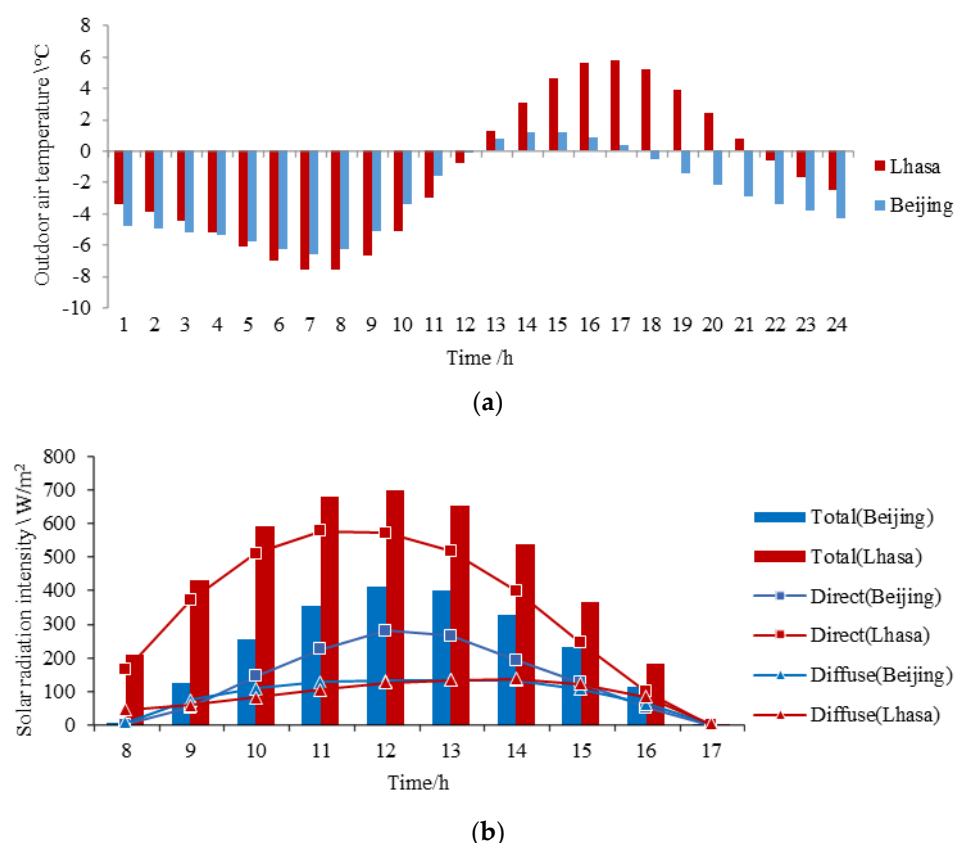 8
6
4
2
0
-2
-4
-6
-8
-10
Outdoor air temperature \°C
1 2 3 4 5 6 7 8 9 10 11 12 13 14 15 16 17 18 19 20 21 22 23 24
Time /h
Lhasa
Beijing
(a)
800
700
600
500
400
300
200
100
0
Solar radiation intensity \ W/m²
8 9 10 11 12 13 14 15 16 17
Time/h
Total(Beijing)
Total(Lhasa)
Direct(Beijing)
Direct(Lhasa)
Diffuse(Beijing)
Diffuse(Lhasa)
(b)